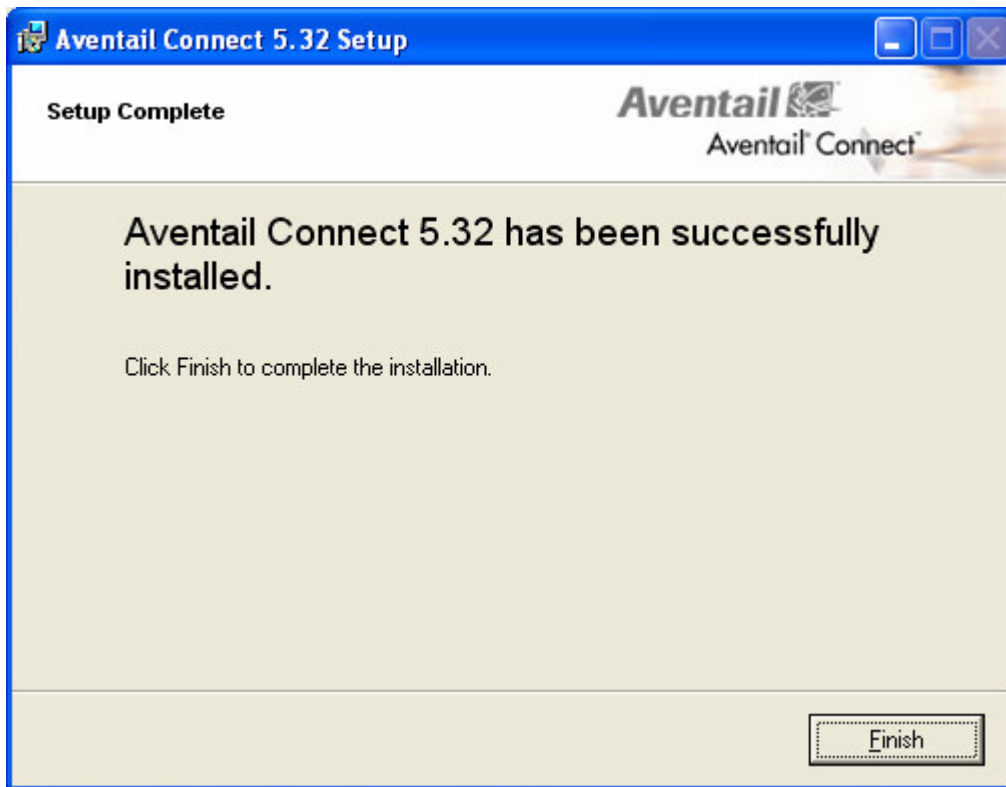 Aventail Connect 5.32 Setup
Setup Complete
Aventail
Aventail® Connect™
Aventail Connect 5.32 has been successfully
installed.
Click Finish to complete the installation.
Finish